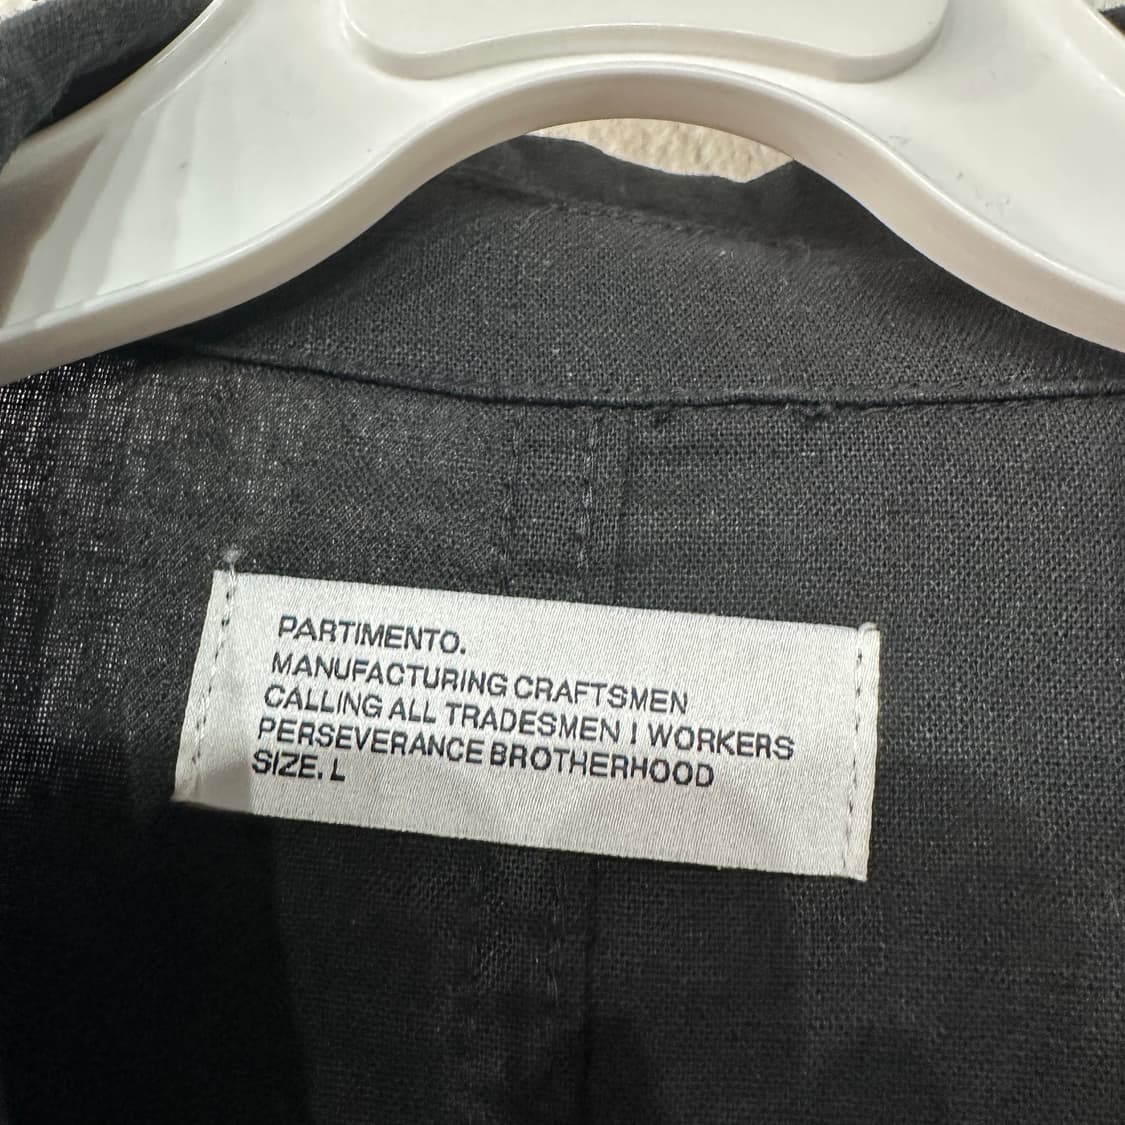 PARTIMENTO.
MANUFACTURING CRAFTSMEN
CALLING ALL TRADESMEN ! WORKERS
PERSEVERANCE BROTHERHOOD
SIZE. L